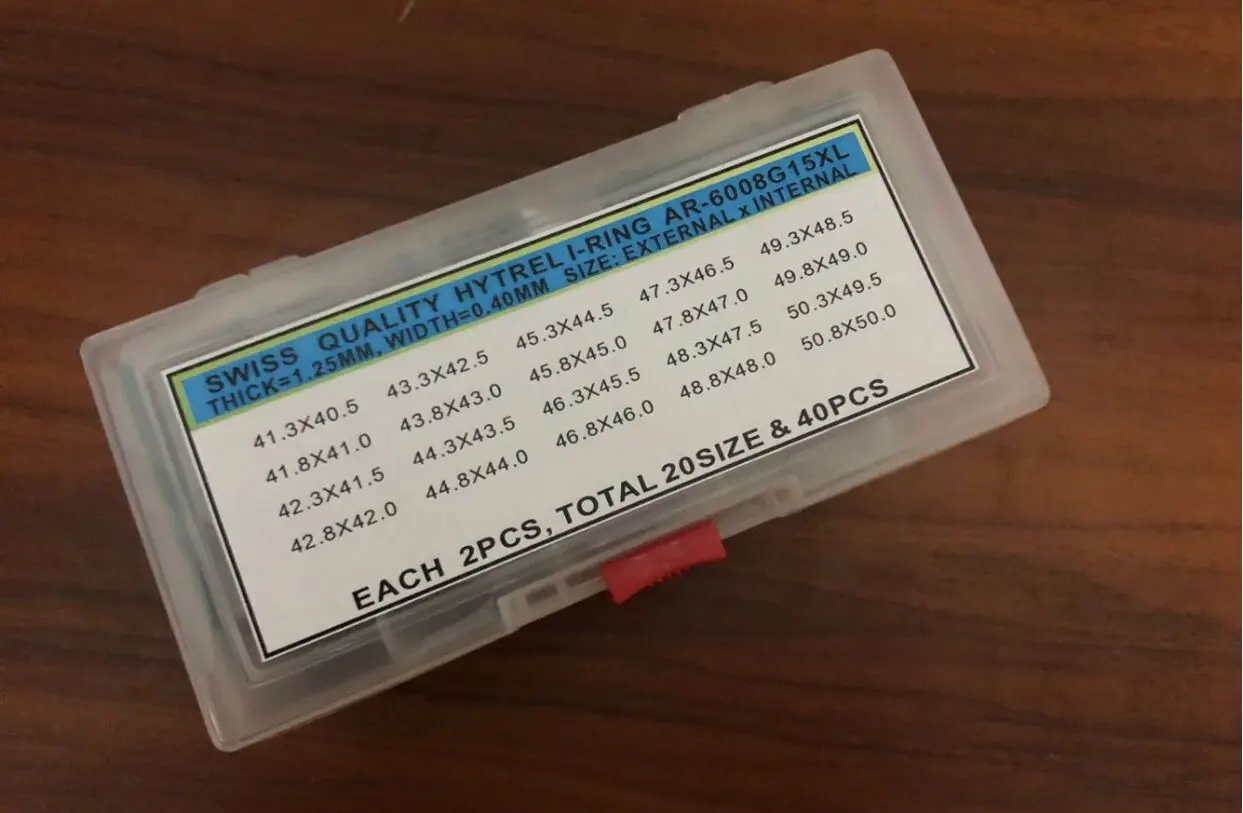 SWISS QUALITY HYTREL I-RING AR-6008G15XL
THICK=1.25MM, WIDTH=0.40MM SIZE: EXTERNAL x INTERNAL
41.3X40.5 43.3X42.5 45.3X44.5 47.3X46.5 49.3X48.5
41.8X41.0 43.8X43.0 45.8X45.0 47.8X47.0 49.8X49.0
42.3X41.5 44.3X43.5 46.3X45.5 48.3X47.5 50.3X49.5
42.8X42.0 44.8X44.0 46.8X46.0 48.8X48.0 50.8X50.0
EACH 2PCS, TOTAL 20SIZE & 40PCS